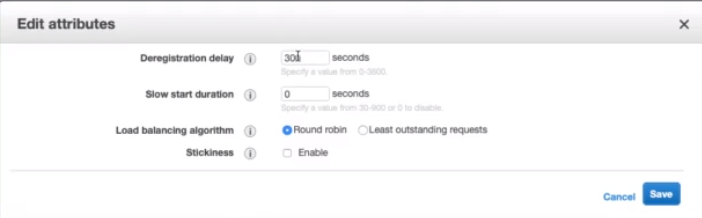 Edit attributes
Deregistration delay 300 seconds
Specify a value from 0-3600.
Slow start duration 0 seconds
Specify a value from 30-900 or 0 to disable.
Load balancing algorithm Round robin Least outstanding requests
Stickiness Enable
Cancel Save